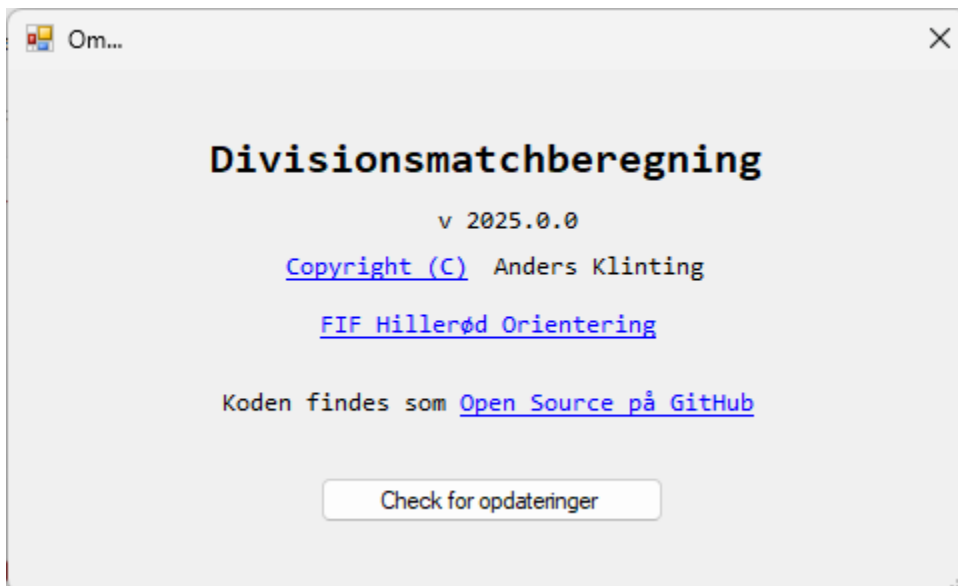 Om...
Divisionsmatchberegning
v 2025.0.0
Copyright (C) Anders Klinting
FIF Hillerød Orientering
Koden findes som Open Source på GitHub
Check for opdateringer